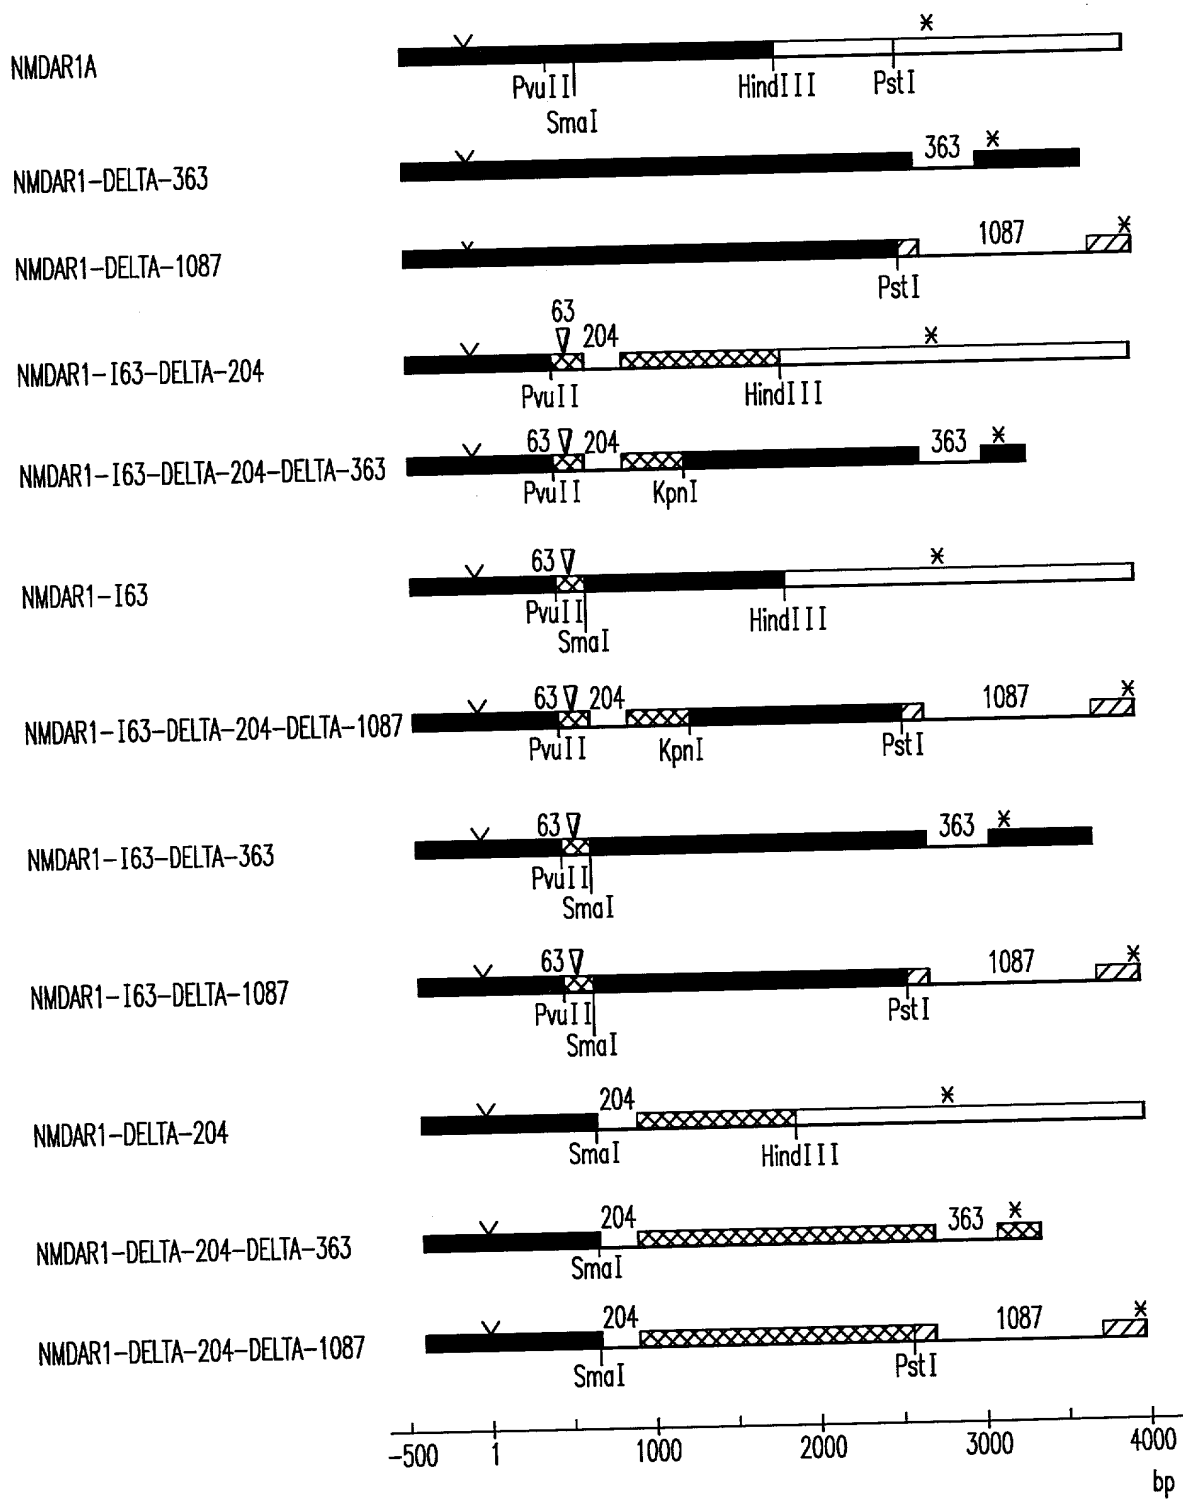 *
NMDAR1A
PvuII HindIII PstI
SmaI
363 *
NMDAR1-DELTA-363
1087 *
NMDAR1-DELTA-1087
PstI
63
204 *
NMDAR1-I63-DELTA-204
PvuII HindIII
63 204 363 *
NMDAR1-I63-DELTA-204-DELTA-363
PvuII KpnI
63 *
NMDAR1-I63
PvuII HindIII
SmaI
63 204 1087 *
NMDAR1-I63-DELTA-204-DELTA-1087
PvuII KpnI PstI
63 363 *
NMDAR1-I63-DELTA-363
PvuII
SmaI
63 1087 *
NMDAR1-I63-DELTA-1087
PvuII PstI
SmaI
204 *
NMDAR1-DELTA-204
SmaI HindIII
204 363 *
NMDAR1-DELTA-204-DELTA-363
SmaI
204 1087 *
NMDAR1-DELTA-204-DELTA-1087
SmaI PstI
-500 1 1000 2000 3000 4000
bp